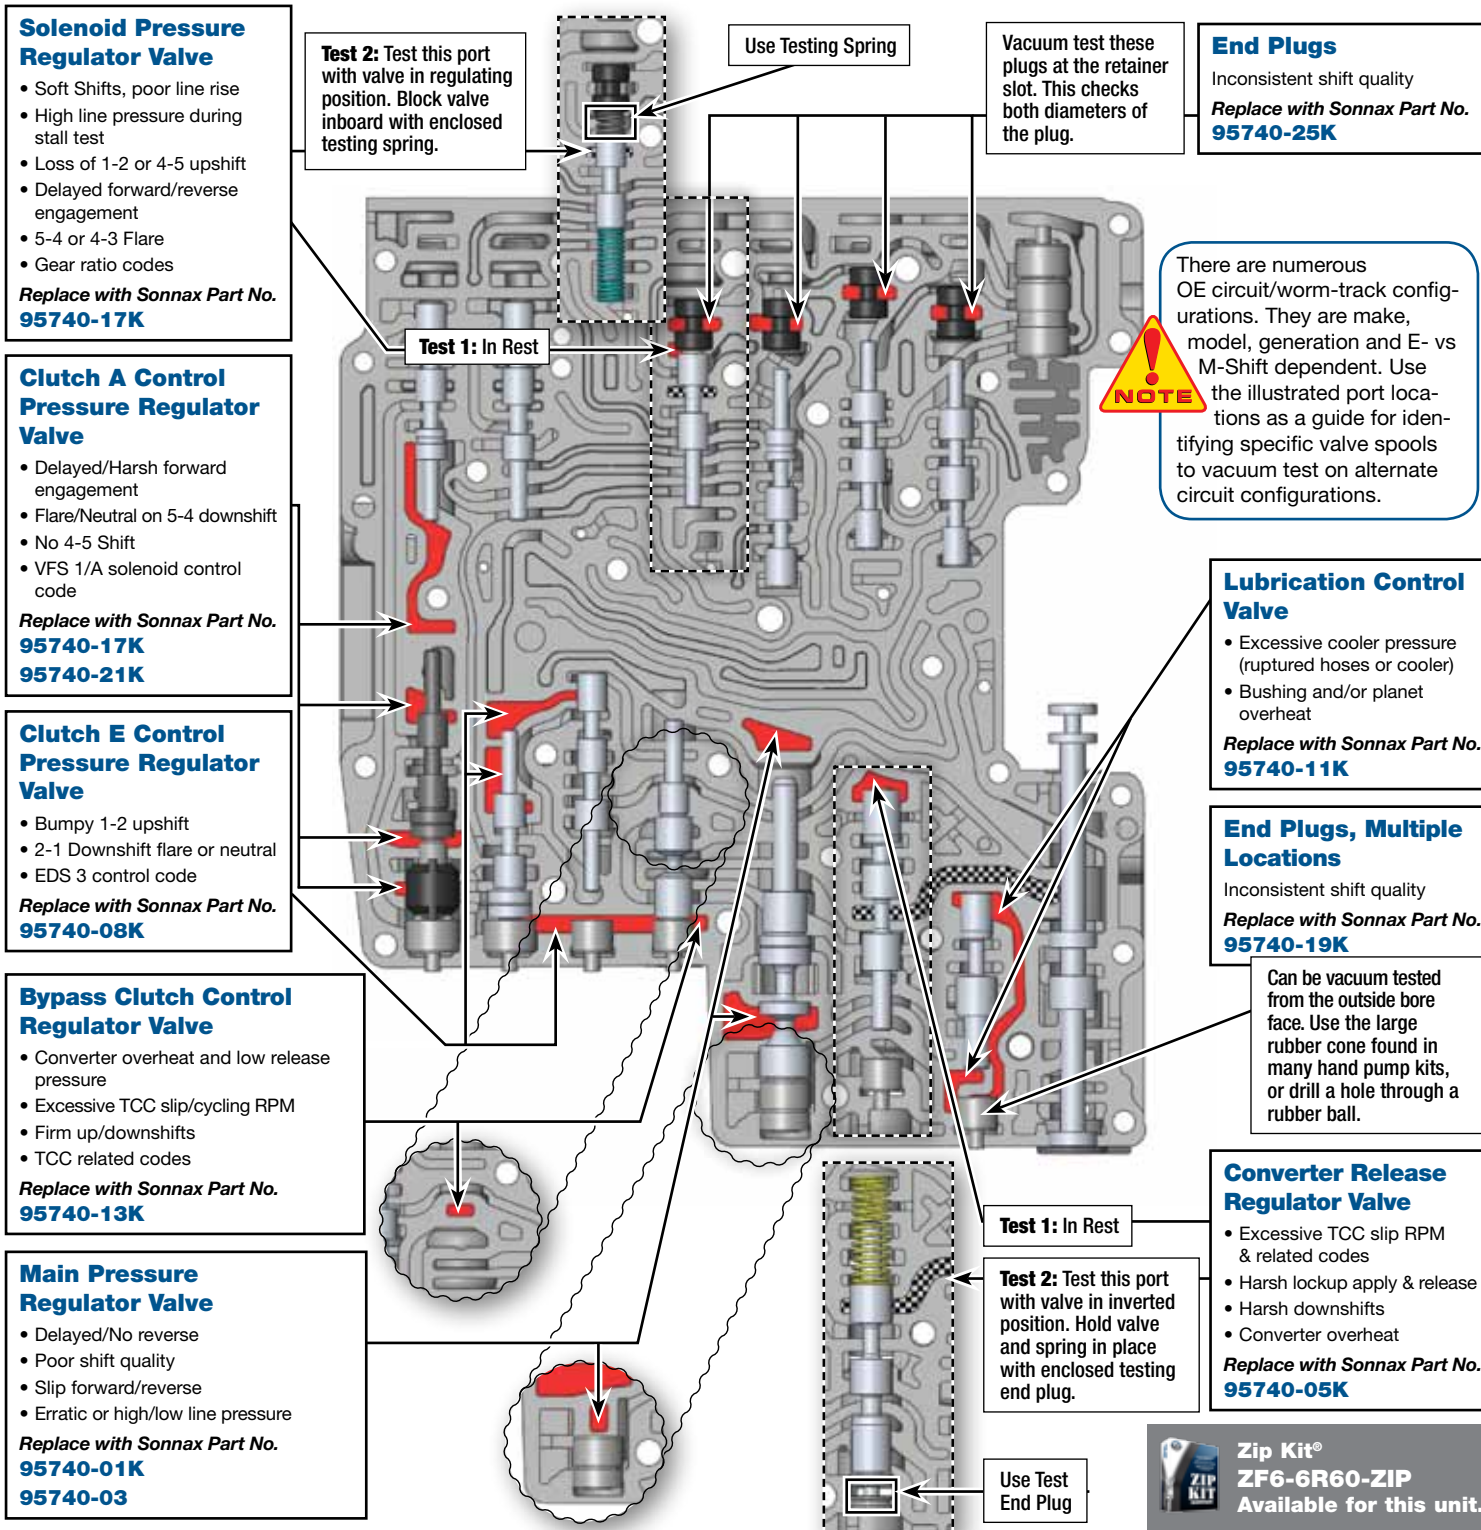 Solenoid Pressure
Regulator Valve
• Soft Shifts, poor line rise
• High line pressure during
stall test
• Loss of 1-2 or 4-5 upshift
• Delayed forward/reverse
engagement
• 5-4 or 4-3 Flare
• Gear ratio codes
Replace with Sonnax Part No.
95740-17K
Test 2: Test this port
with valve in regulating
position. Block valve
inboard with enclosed
testing spring.
Use Testing Spring
Vacuum test these
plugs at the retainer
slot. This checks
both diameters of
the plug.
End Plugs
Inconsistent shift quality
Replace with Sonnax Part No.
95740-25K
Test 1: In Rest
There are numerous
OE circuit/worm-track config-
urations. They are make,
model, generation and E- vs
M-Shift dependent. Use
the illustrated port loca-
tions as a guide for iden-
tifying specific valve spools
to vacuum test on alternate
circuit configurations.
!
NOTE
Clutch A Control
Pressure Regulator
Valve
• Delayed/Harsh forward
engagement
• Flare/Neutral on 5-4 downshift
• No 4-5 Shift
• VFS 1/A solenoid control
code
Replace with Sonnax Part No.
95740-17K
95740-21K
Clutch E Control
Pressure Regulator
Valve
• Bumpy 1-2 upshift
• 2-1 Downshift flare or neutral
• EDS 3 control code
Replace with Sonnax Part No.
95740-08K
Bypass Clutch Control
Regulator Valve
• Converter overheat and low release
pressure
• Excessive TCC slip/cycling RPM
• Firm up/downshifts
• TCC related codes
Replace with Sonnax Part No.
95740-13K
Main Pressure
Regulator Valve
• Delayed/No reverse
• Poor shift quality
• Slip forward/reverse
• Erratic or high/low line pressure
Replace with Sonnax Part No.
95740-01K
95740-03
Lubrication Control
Valve
• Excessive cooler pressure
(ruptured hoses or cooler)
• Bushing and/or planet
overheat
Replace with Sonnax Part No.
95740-11K
End Plugs, Multiple
Locations
Inconsistent shift quality
Replace with Sonnax Part No.
95740-19K
Can be vacuum tested
from the outside bore
face. Use the large
rubber cone found in
many hand pump kits,
or drill a hole through a
rubber ball.
Test 1: In Rest
Test 2: Test this port
with valve in inverted
position. Hold valve
and spring in place
with enclosed testing
end plug.
Use Test
End Plug
Converter Release
Regulator Valve
• Excessive TCC slip RPM
& related codes
• Harsh lockup apply & release
• Harsh downshifts
• Converter overheat
Replace with Sonnax Part No.
95740-05K
ZIP
KIT
Zip Kit®
ZF6-6R60-ZIP
Available for this unit.